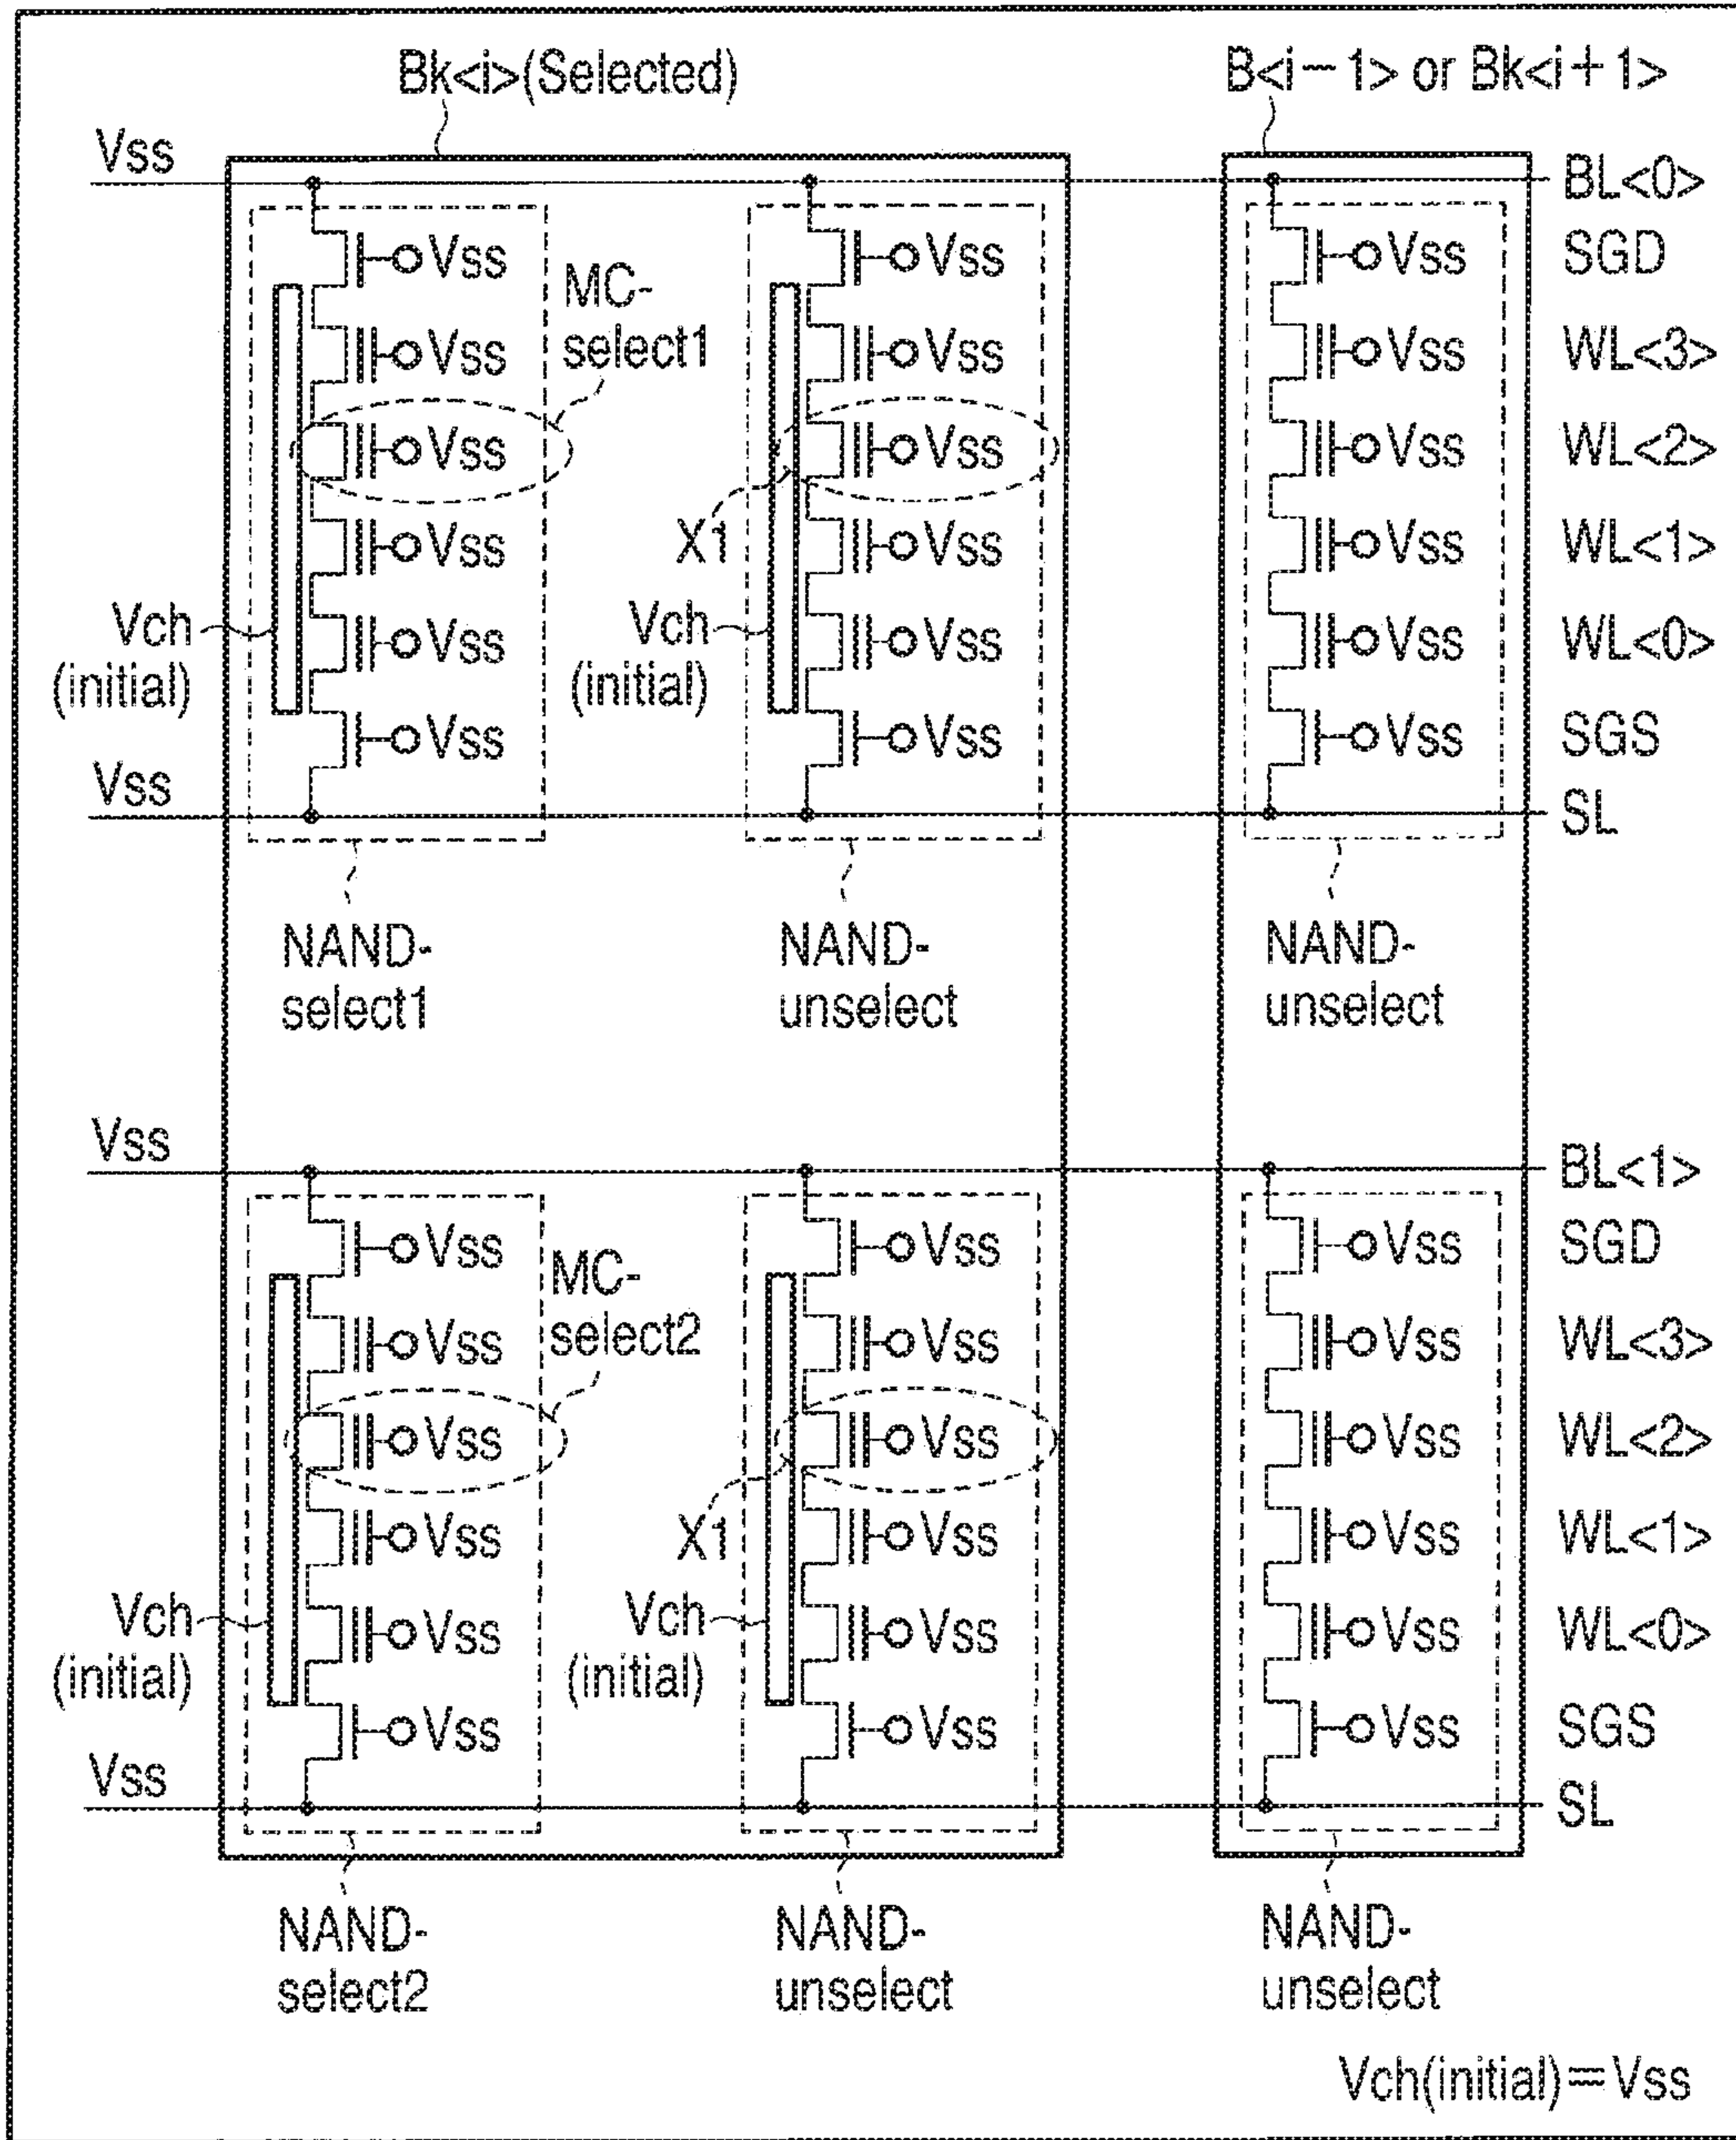 Bk<i>(Selected)
B<i−1> or Bk<i+1>
Vss
BL<0>
Vss
Vss
Vss
SGD
MC-
select1
Vss
Vss
Vss
WL<3>
Vss
Vss
Vss
WL<2>
X1
Vss
Vss
Vss
WL<1>
Vch
(initial)
Vss
Vch
(initial)
Vss
Vss
WL<0>
Vss
Vss
Vss
SGS
Vss
SL
NAND-
select1
NAND-
unselect
NAND-
unselect
Vss
BL<1>
Vss
Vss
Vss
SGD
MC-
select2
Vss
Vss
Vss
WL<3>
Vss
Vss
Vss
WL<2>
X1
Vss
Vss
Vss
WL<1>
Vch
(initial)
Vss
Vch
(initial)
Vss
Vss
WL<0>
Vss
Vss
Vss
SGS
Vss
SL
NAND-
select2
NAND-
unselect
NAND-
unselect
Vch(initial)=Vss